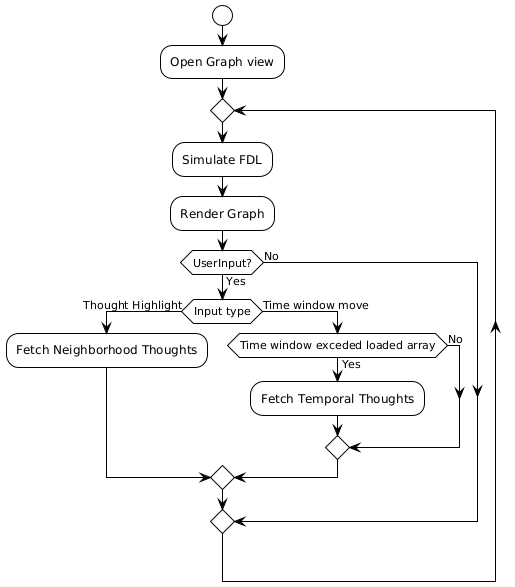 Open Graph view
Simulate FDL
Render Graph
UserInput?
No
Yes
Thought Highlight
Input type
Time window move
Fetch Neighborhood Thoughts
Time window exceded loaded array
No
Yes
Fetch Temporal Thoughts